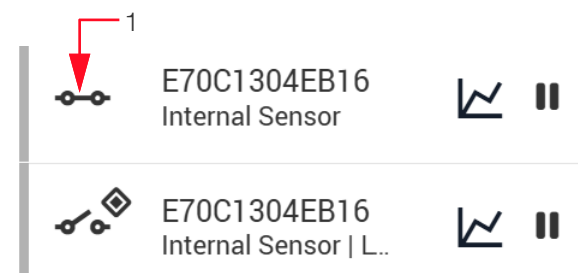 1
E70C1304EB16
Internal Sensor
E70C1304EB16
Internal Sensor | L...